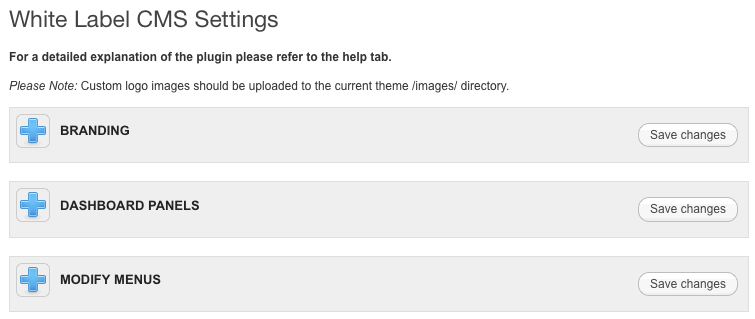 White Label CMS Settings
For a detailed explanation of the plugin please refer to the help tab.
Please Note: Custom logo images should be uploaded to the current theme /images/ directory.
BRANDING
Save changes
DASHBOARD PANELS
Save changes
MODIFY MENUS
Save changes